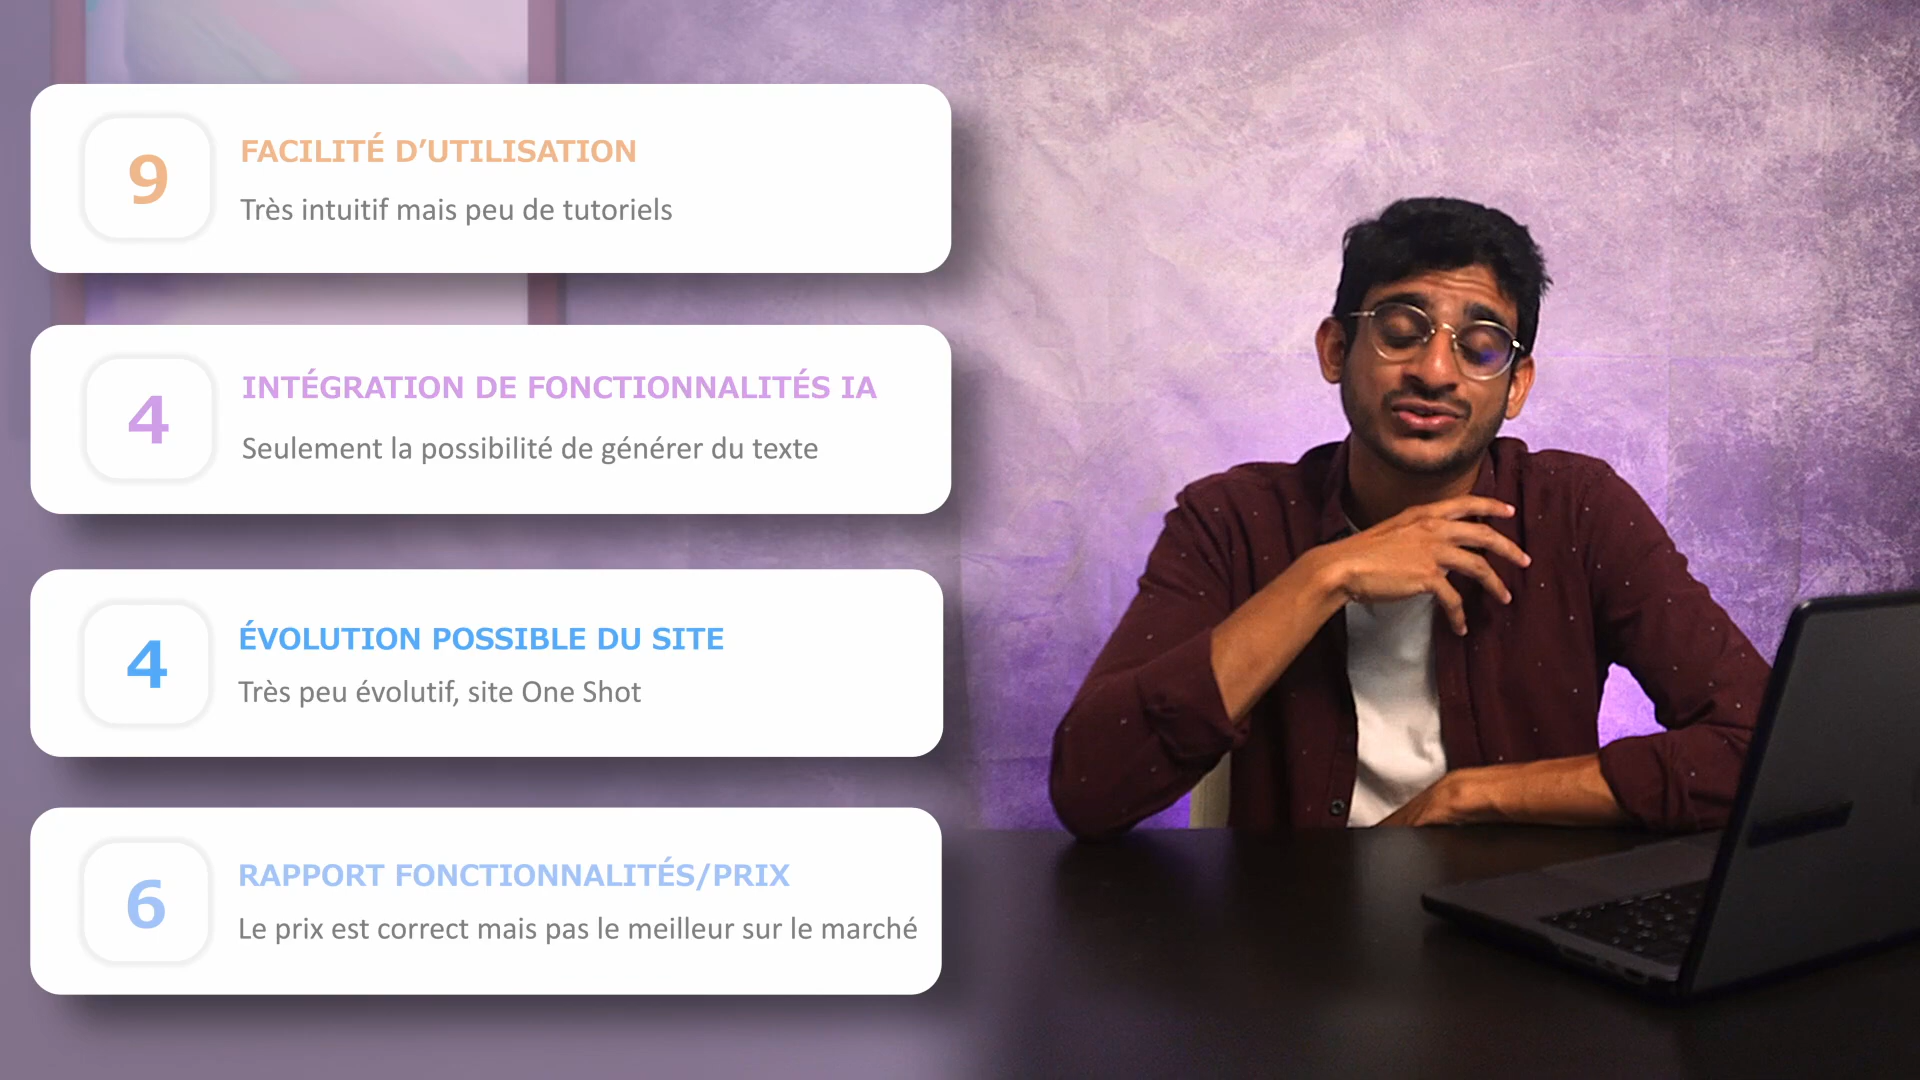 9
FACILITÉ D’UTILISATION
Très intuitif mais peu de tutoriels
4
INTÉGRATION DE FONCTIONNALITÉS IA
Seulement la possibilité de générer du texte
4
ÉVOLUTION POSSIBLE DU SITE
Très peu évolutif, site One Shot
6
RAPPORT FONCTIONNALITÉS/PRIX
Le prix est correct mais pas le meilleur sur le marché